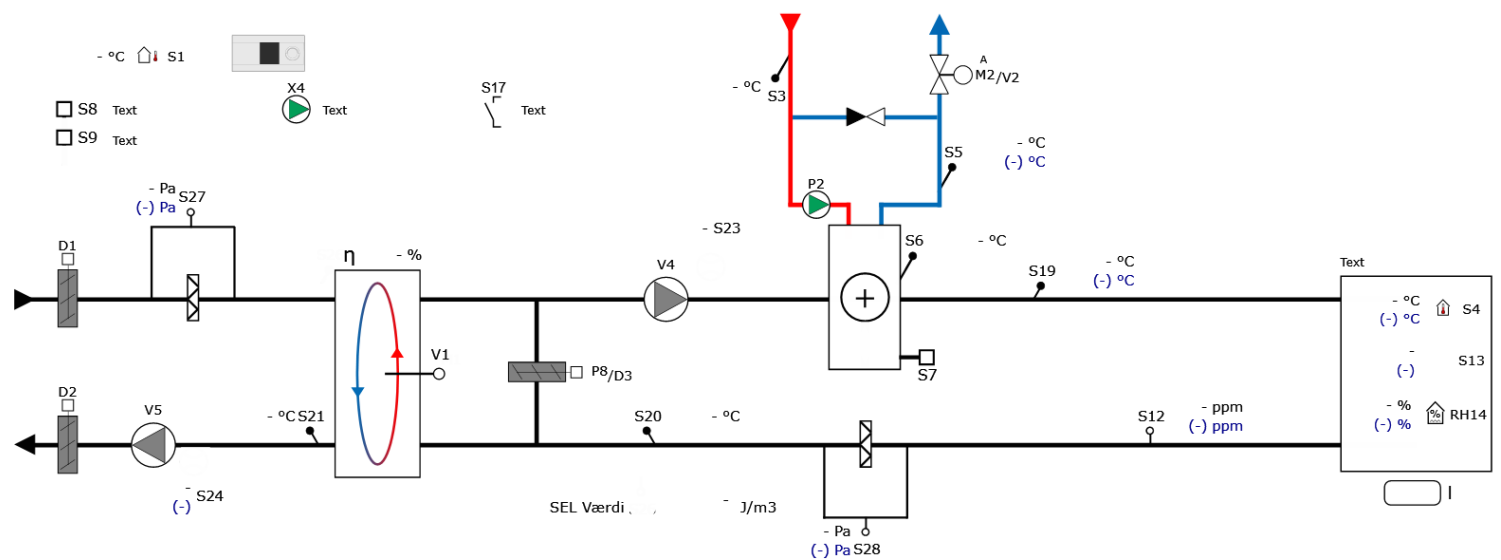 - °C S1
X4
Text
S17
Text
S8 Text
S9 Text
A
M2/V2
- °C
S3
S5
- °C
(-) °C
P2
- Pa
(-) Pa
S27
- S23
D1
η - %
V4
S6 - °C
S19
- °C
(-) °C
Text
- °C
(-) °C
S4
-
(-)
S13
- %
(-) %
%
RH14
V1
P8/D3
S7
D2
V5
- °C S21
S20 - °C
S12
- ppm
(-) ppm
-
(-)
S24
SEL Værdi - J/m3
- Pa
(-) Pa
S28
I